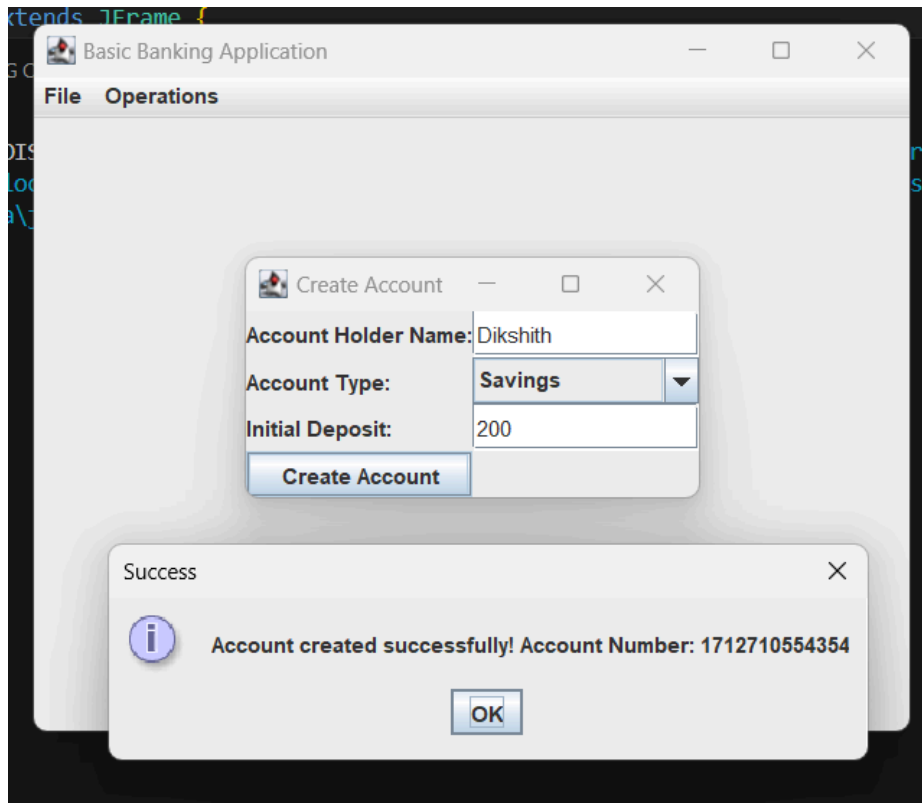 xtends JFrame {
Basic Banking Application
File Operations
Create Account
Account Holder Name: Dikshith
Account Type: Savings
Initial Deposit: 200
Create Account
Success
Account created successfully! Account Number: 1712710554354
OK